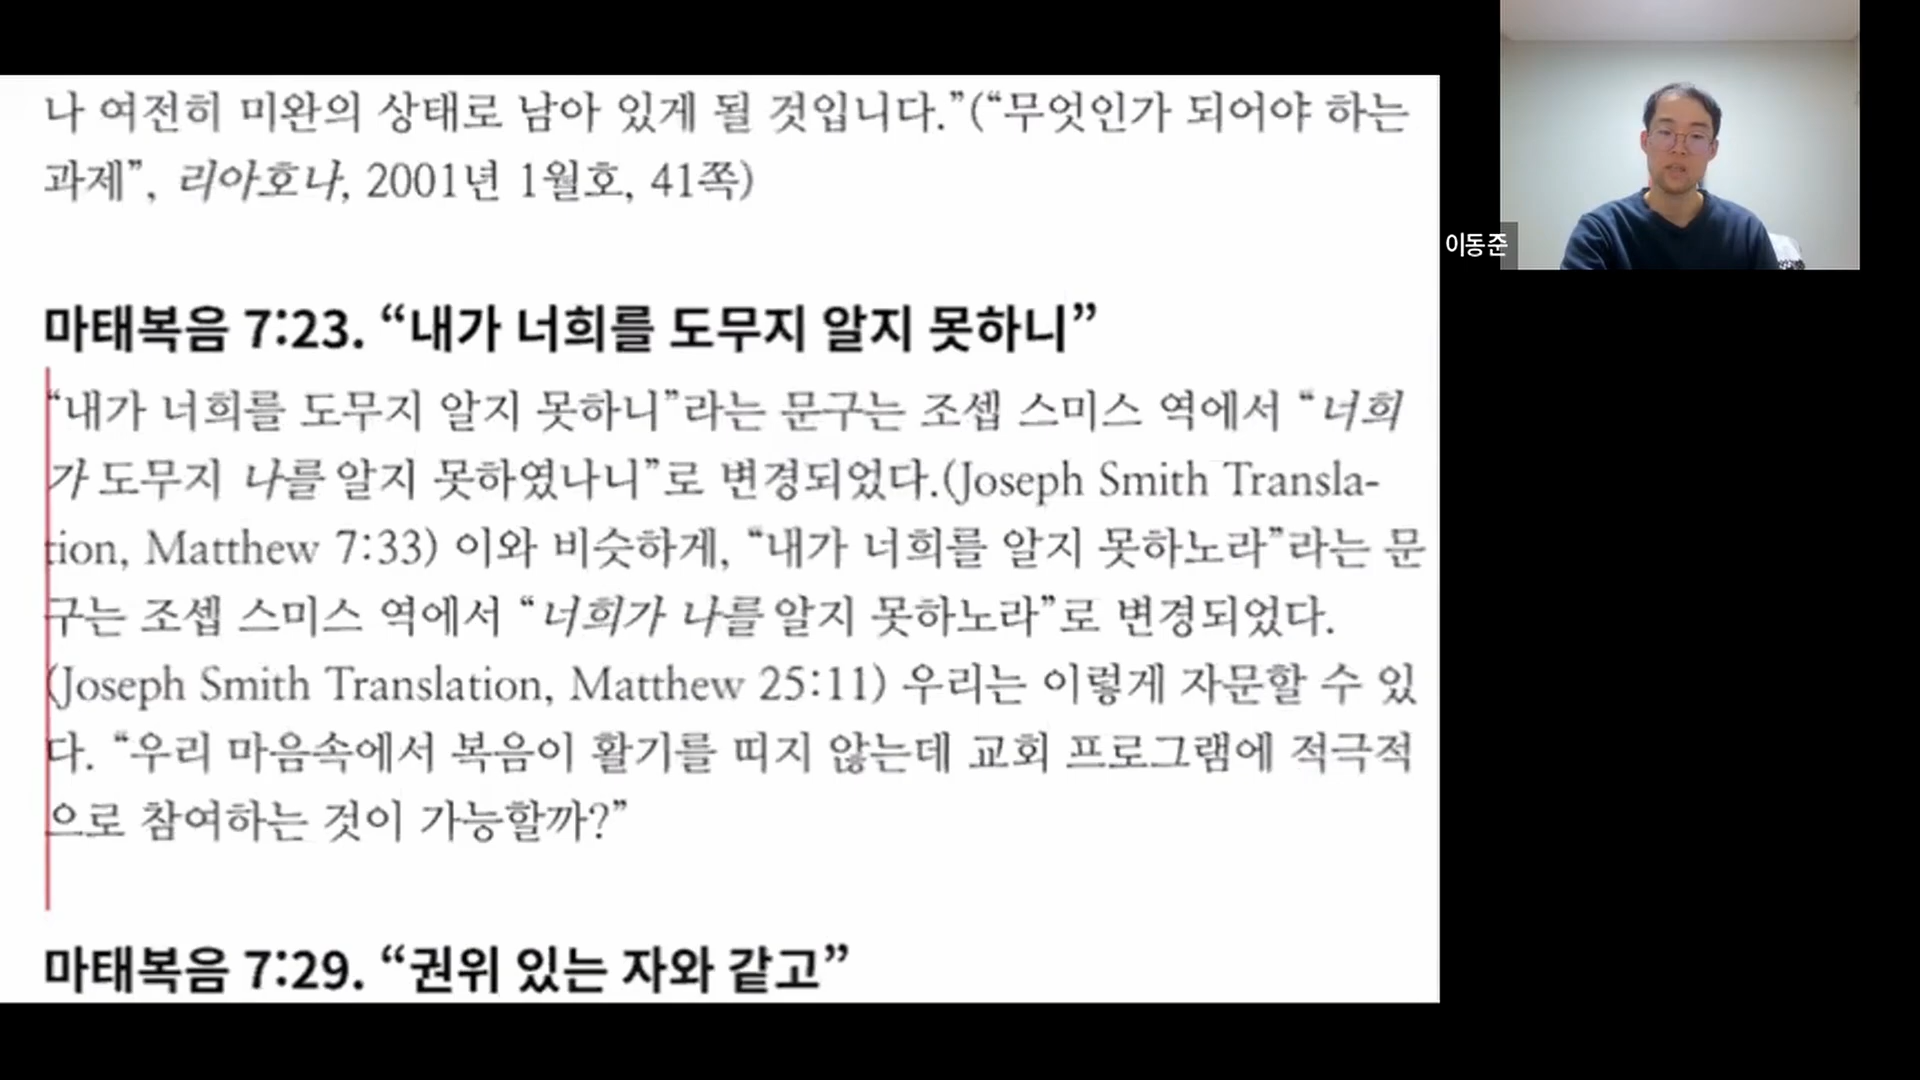 나 여전히 미완의 상태로 남아 있게 될 것입니다.”(“무엇인가 되어야 하는
과제”, 리아호나, 2001년 1월호, 41쪽)
마태복음 7:23. “내가 너희를 도무지 알지 못하니”
“내가 너희를 도무지 알지 못하니”라는 문구는 조셉 스미스 역에서 “너희
가 도무지 나를 알지 못하였나니”로 변경되었다.(Joseph Smith Transla-
tion, Matthew 7:33) 이와 비슷하게, “내가 너희를 알지 못하노라”라는 문
구는 조셉 스미스 역에서 “너희가 나를 알지 못하노라”로 변경되었다.
(Joseph Smith Translation, Matthew 25:11) 우리는 이렇게 자문할 수 있
다. “우리 마음속에서 복음이 활기를 띠지 않는데 교회 프로그램에 적극적
으로 참여하는 것이 가능할까?”
마태복음 7:29. “권위 있는 자와 같고”
이동준